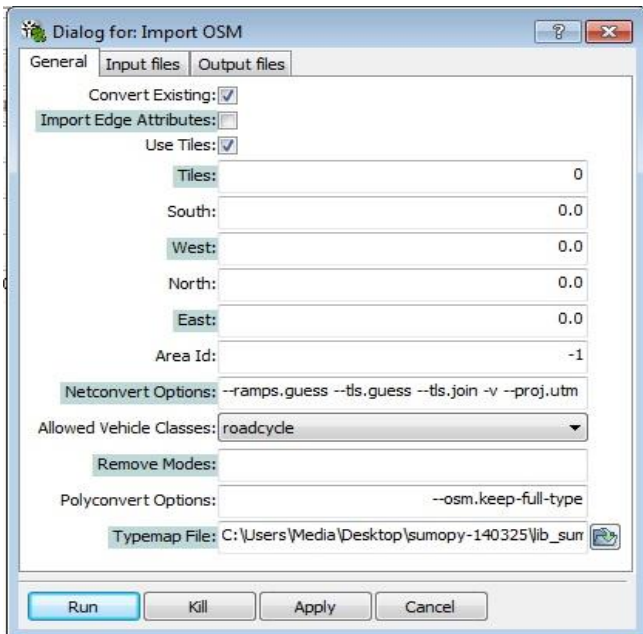 Dialog for: Import OSM
General Input files Output files
Convert Existing:
Import Edge Attributes:
Use Tiles:
Tiles: 0
South: 0.0
West: 0.0
North: 0.0
East: 0.0
Area Id: -1
Netconvert Options: --ramps.guess --tls.guess --tls.join -v --proj.utm
Allowed Vehicle Classes: roadcycle
Remove Modes:
Polyconvert Options: --osm.keep-full-type
Typemap File: C:\Users\Media\Desktop\sumopy-140325\lib_sum
Run Kill Apply Cancel